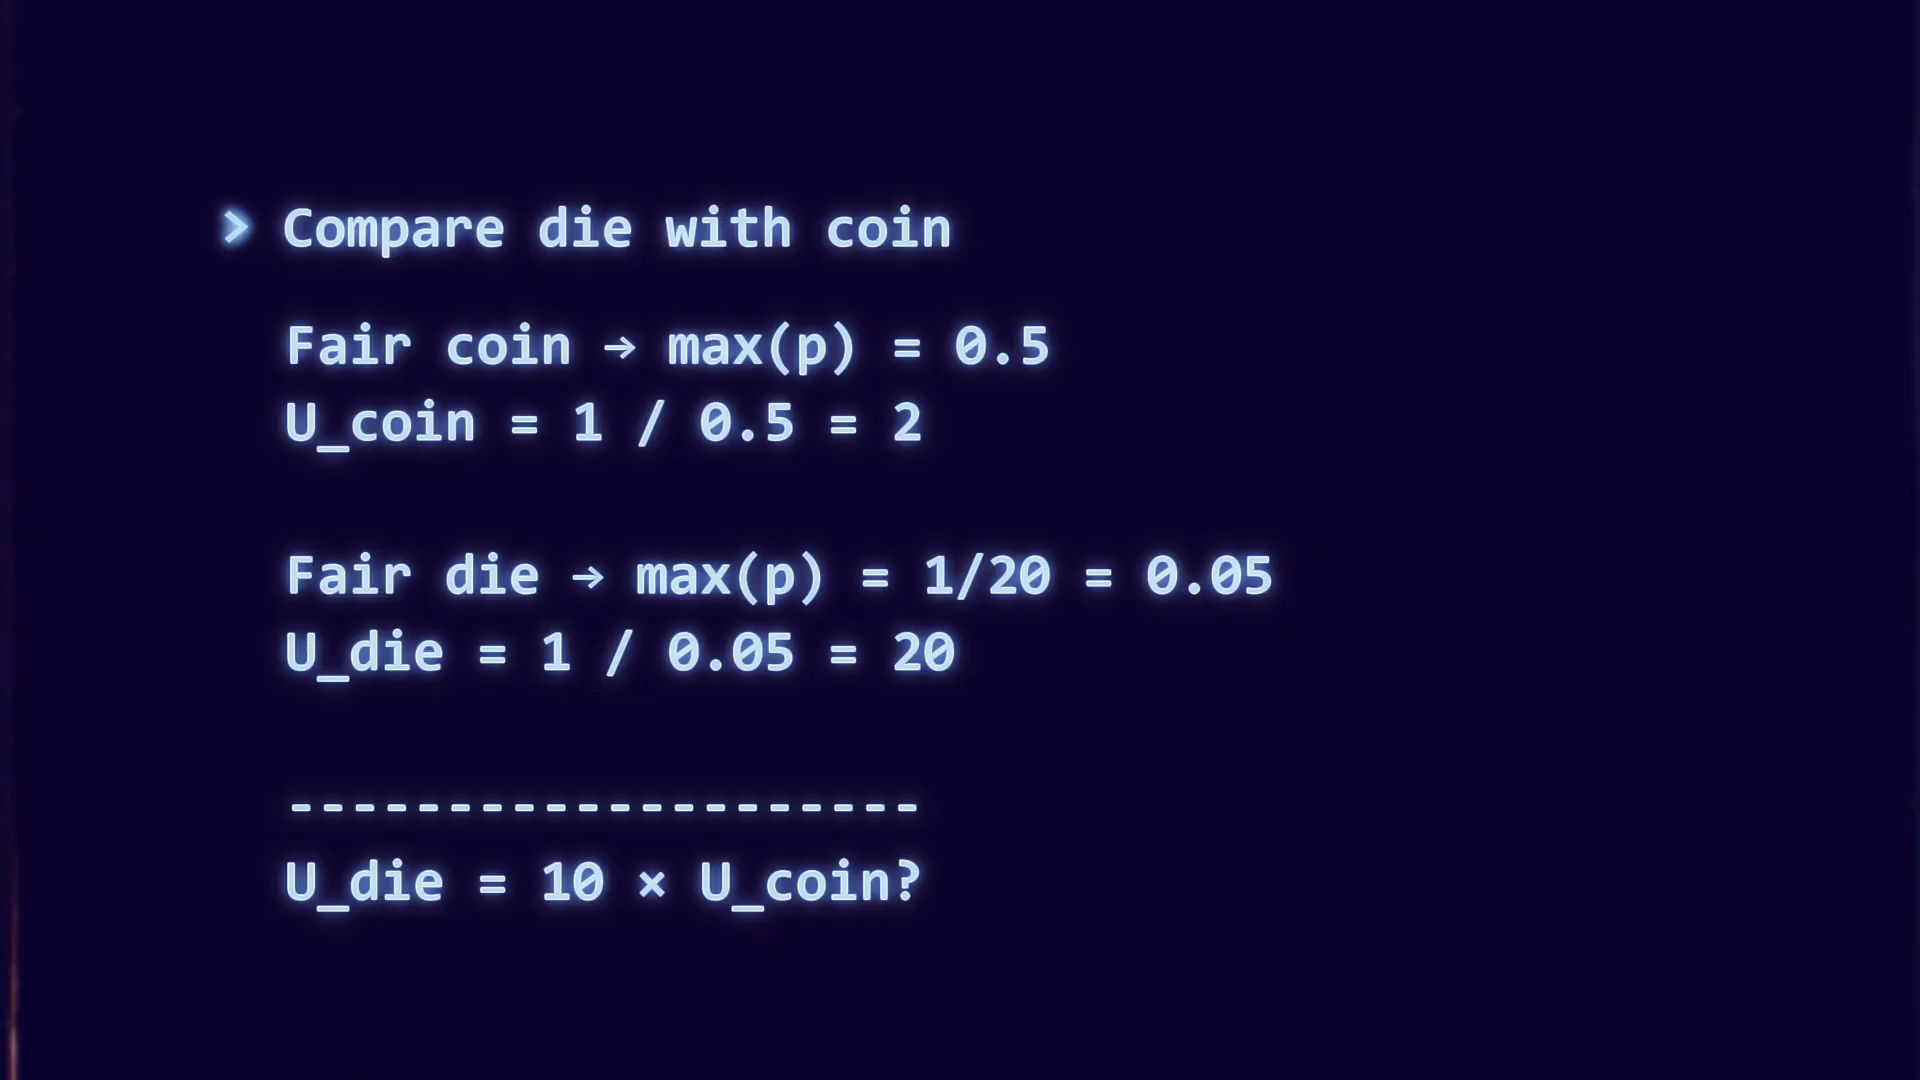 > Compare die with coin
Fair coin → max(p) = 0.5
U_coin = 1 / 0.5 = 2
Fair die → max(p) = 1/20 = 0.05
U_die = 1 / 0.05 = 20
--------------------
U_die = 10 × U_coin?